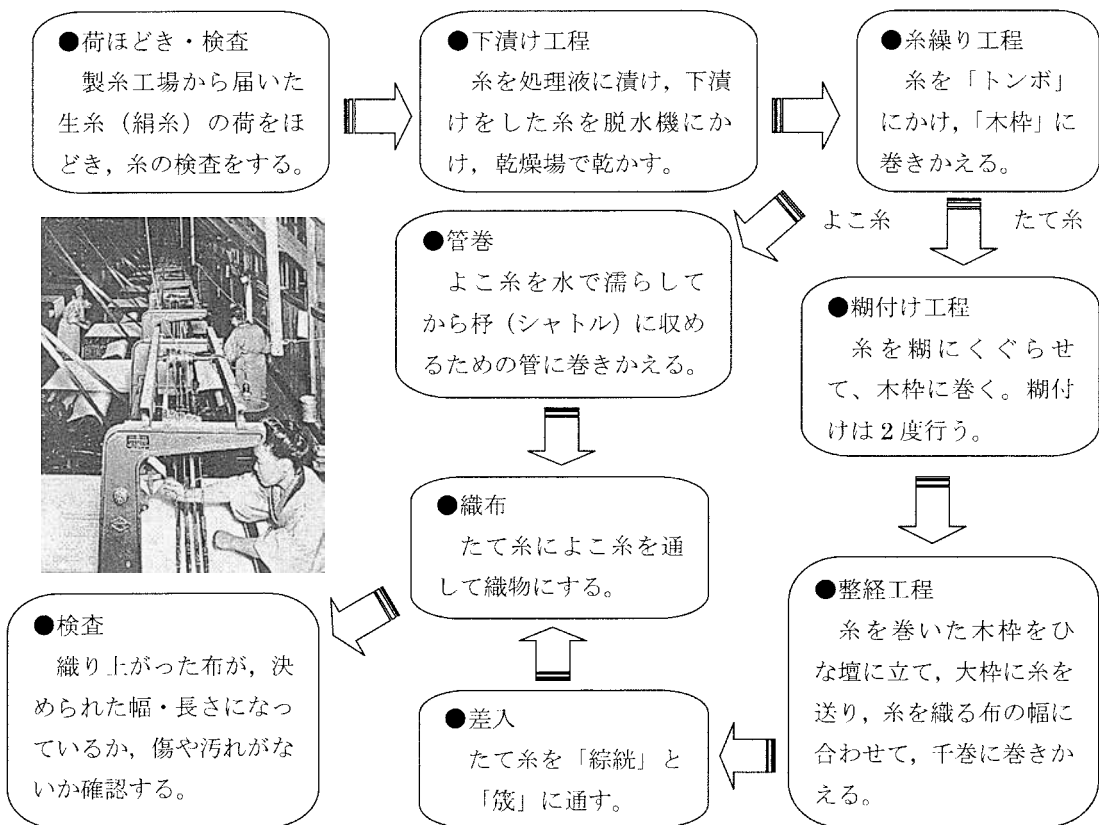 ●荷ほどき・検査
製糸工場から届いた
生糸（絹糸）の荷をほ
どき，糸の検査をする。
●下漬け工程
糸を処理液に漬け，下漬
けをした糸を脱水機にか
け，乾燥場で乾かす。
●糸繰り工程
糸を「トンボ」
にかけ，「木枠」に
巻きかえる。
よこ糸
たて糸
●管巻
よこ糸を水で濡らして
から杼（シャトル）に収め
るための管に巻きかえる。
●糊付け工程
糸を糊にくぐらせ
て、木枠に巻く。糊付
けは２度行う。
●整経工程
糸を巻いた木枠をひ
な壇に立て，大枠に糸を
送り，糸を織る布の幅に
合わせて，千巻に巻きか
える。
●差入
たて糸を「綜絖」と
「筬」に通す。
●織布
たて糸によこ糸を通
して織物にする。
●検査
織り上がった布が，決
められた幅・長さになっ
ているか，傷や汚れがな
いか確認する。